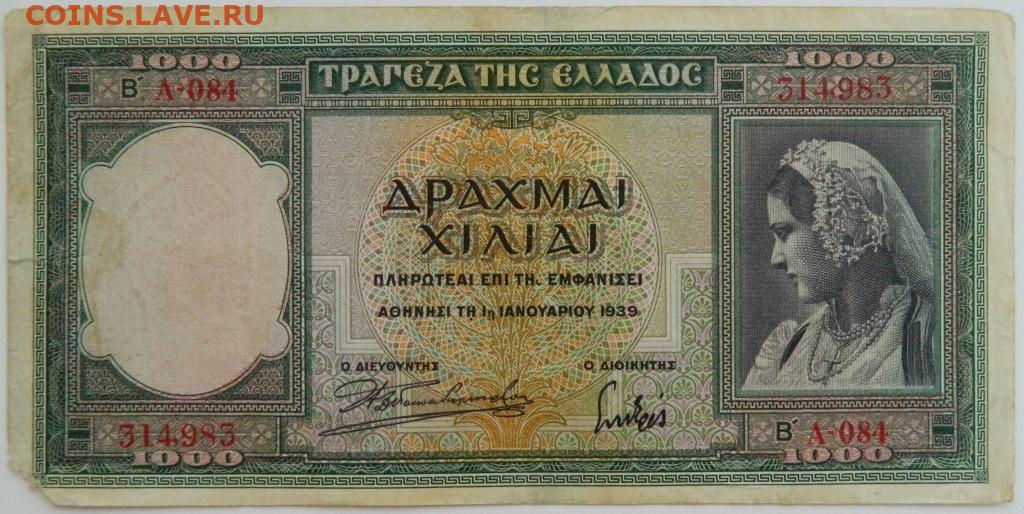 COINS.LAVE.RU
1000 1000
Β΄. Α-084 ΤΡΑΠΕΖΑ ΤΗΣ ΕΛΛΑΔΟΣ 314983
ΔΡΑΧΜΑΙ
ΧΙΛΙΑΙ
ΠΛΗΡΩΤΕΑΙ ΕΠΙ ΤΗι ΕΜΦΑΝΙΣΕΙ
ΑΘΗΝΗΣΙ ΤΗ 1η ΙΑΝΟΥΑΡΙΟΥ 1939
Ο ΔΙΕΥΘΥΝΤΗΣ Ο ΔΙΟΙΚΗΤΗΣ
314983 Β΄ Α-084
1000 1000